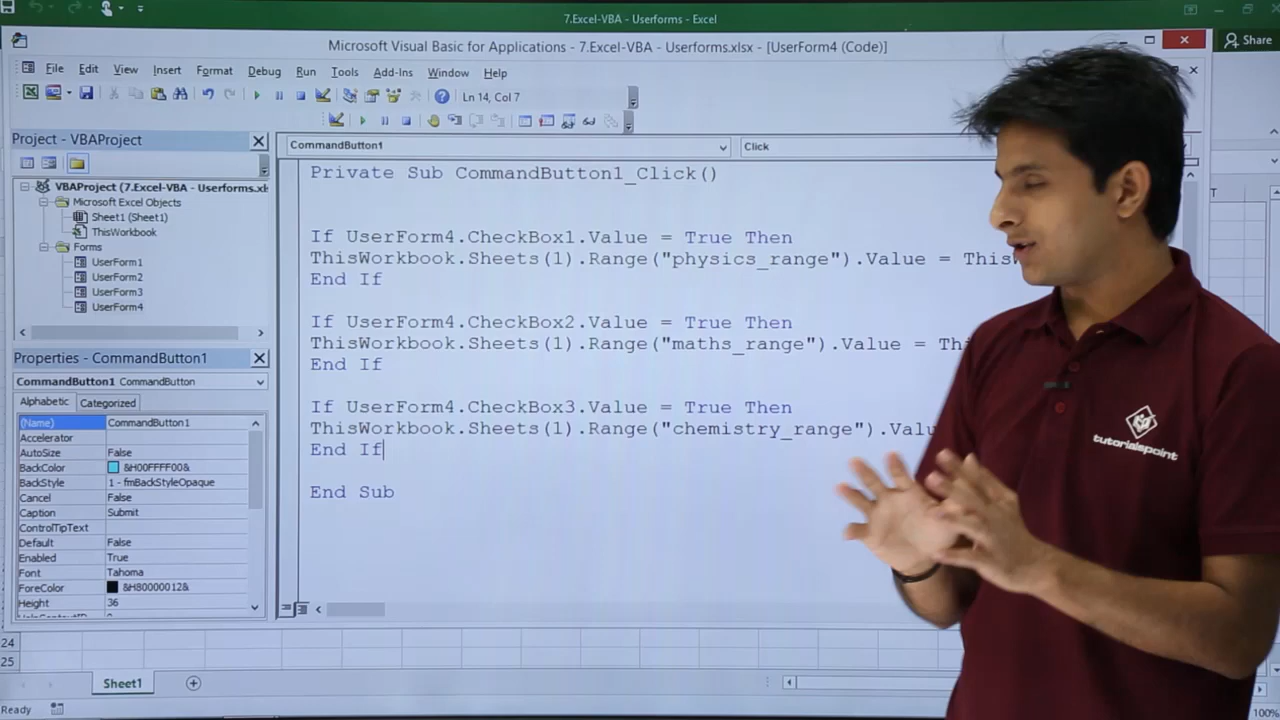 7.Excel-VBA - Userforms - Excel
Microsoft Visual Basic for Applications - 7.Excel-VBA - Userforms.xlsx - [UserForm4 (Code)]
Share
File Edit View Insert Format Debug Run Tools Add-Ins Window Help
Ln 14, Col 7
Project - VBAProject
CommandButton1
Click
VBAProject (7.Excel-VBA - Userforms.xl
Microsoft Excel Objects
Sheet1 (Sheet1)
ThisWorkbook
Forms
UserForm1
UserForm2
UserForm3
UserForm4
Private Sub CommandButton1_Click()
If UserForm4.CheckBox1.Value = True Then
ThisWorkbook.Sheets(1).Range("physics_range").Value = This
End If
If UserForm4.CheckBox2.Value = True Then
ThisWorkbook.Sheets(1).Range("maths_range").Value = Th
End If
If UserForm4.CheckBox3.Value = True Then
ThisWorkbook.Sheets(1).Range("chemistry_range").Valu
End If
End Sub
Properties - CommandButton1
CommandButton1 CommandButton
Alphabetic Categorized
(Name) CommandButton1
Accelerator
AutoSize False
BackColor &H00FFFF00&
BackStyle 1 - fmBackStyleOpaque
Cancel False
Caption Submit
ControlTipText
Default False
Enabled True
Font Tahoma
ForeColor &H80000012&
Height 36
T
tutorialspoint
24
25
Sheet1
Ready
100%